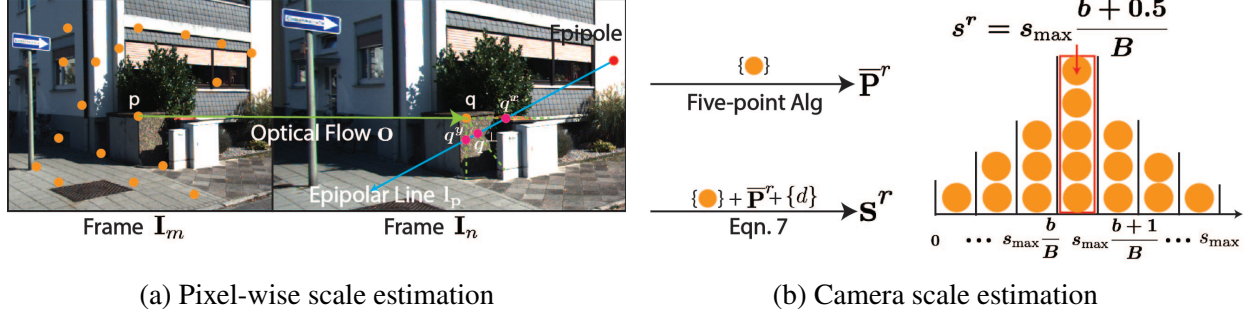 p
Optical Flow o
Frame I_m
Epipole
q
q^x
q^y
q^⊥
Epipolar Line l_p
Frame I_n
(a) Pixel-wise scale estimation
{ } P̅^r
Five-point Alg
{ } + P̅^r + {d} s^r
Eqn. 7
s^r = s_max (b + 0.5)/B
0 ... s_max b/B s_max (b + 1)/B ... s_max
(b) Camera scale estimation